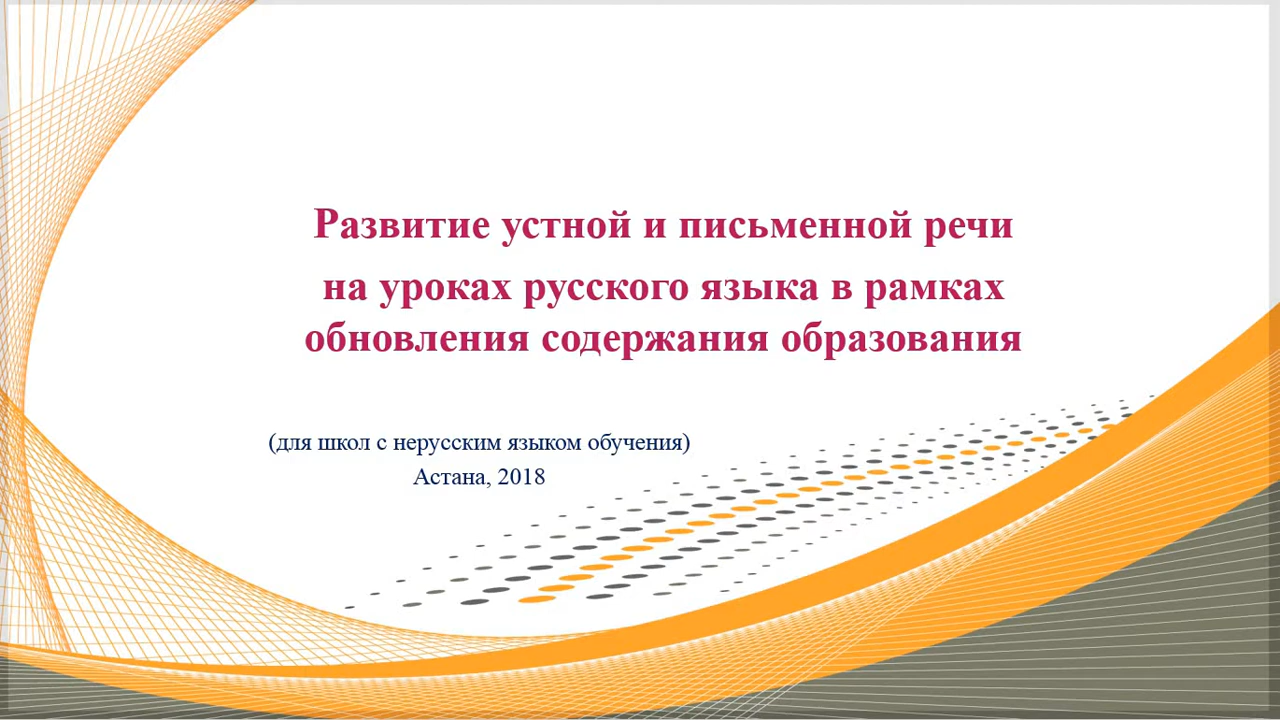 Развитие устной и письменной речи
на уроках русского языка в рамках
обновления содержания образования
(для школ с нерусским языком обучения)
Астана, 2018